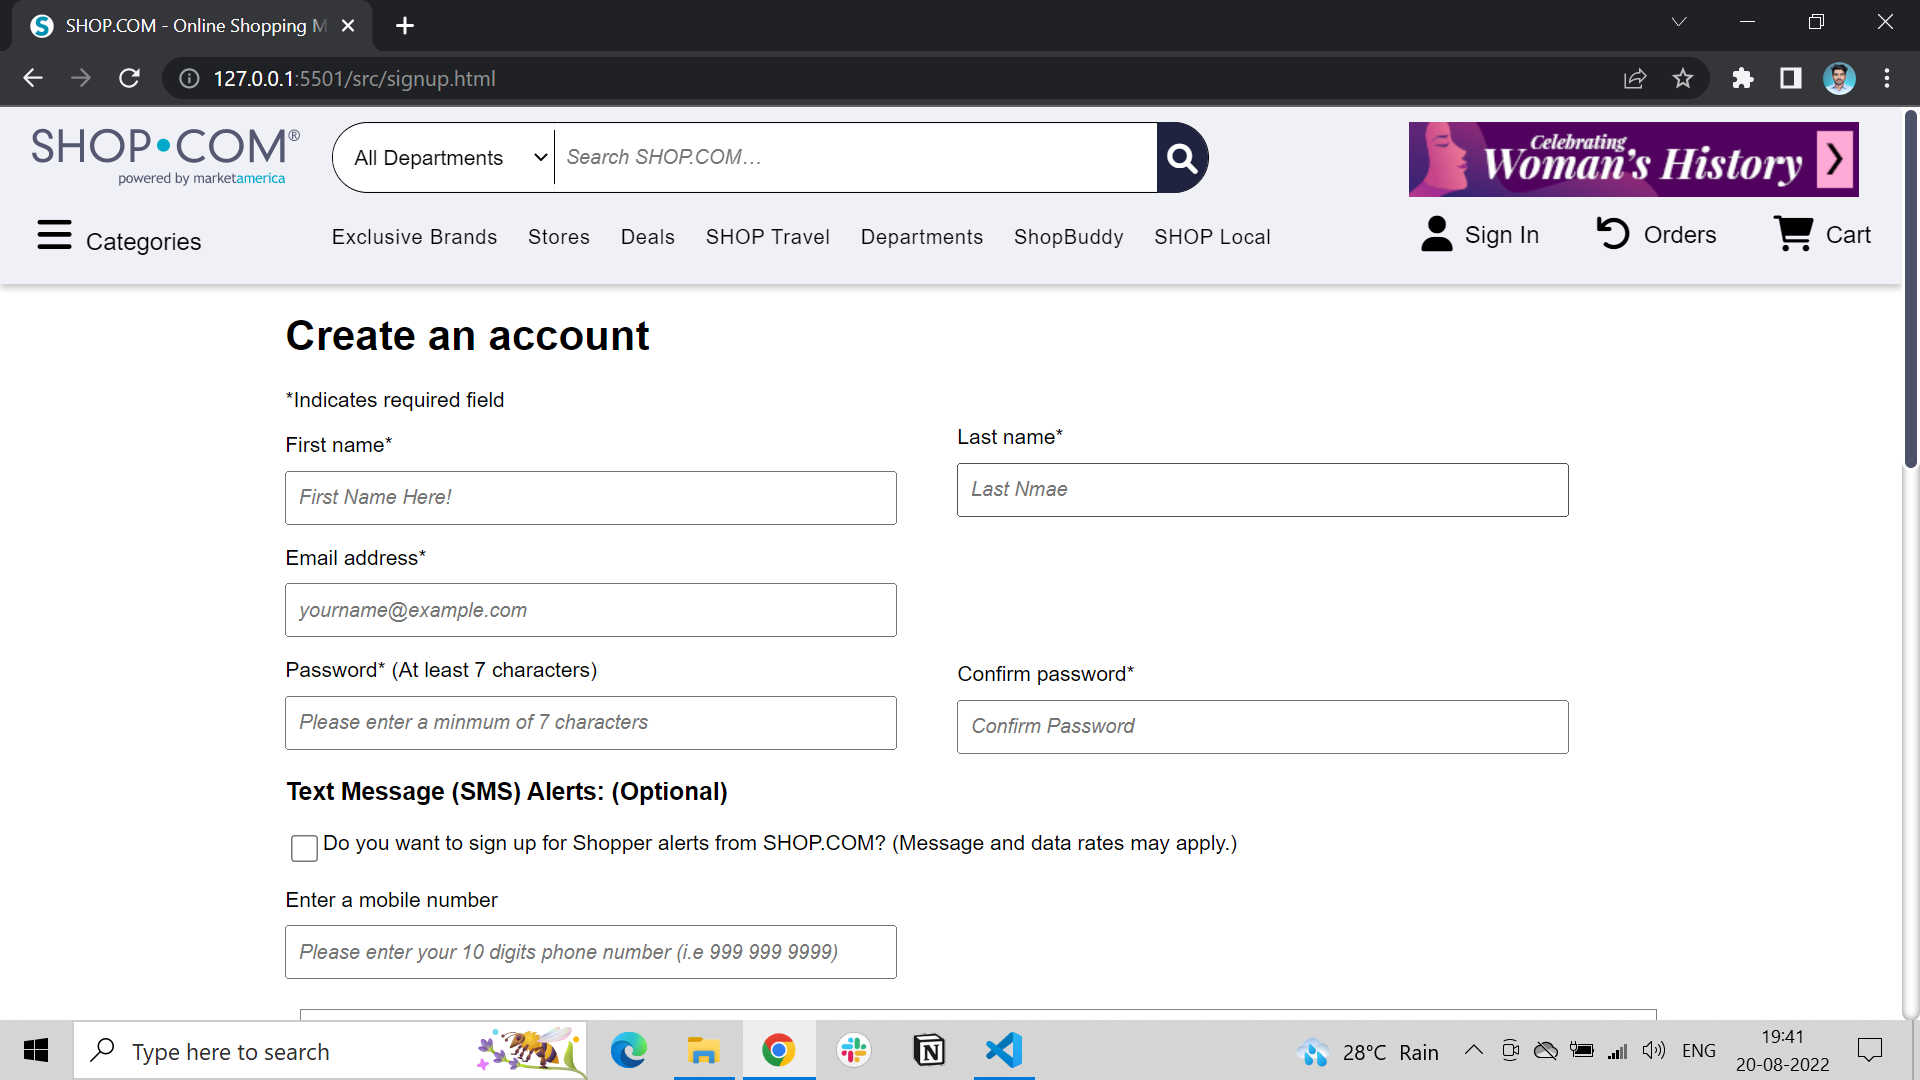 SHOP.COM - Online Shopping M
127.0.0.1:5501/src/signup.html
SHOP•COM®
powered by marketamerica
All Departments
Search SHOP.COM...
Celebrating
Woman's History
Categories
Exclusive Brands
Stores
Deals
SHOP Travel
Departments
ShopBuddy
SHOP Local
Sign In
Orders
Cart
Create an account
*Indicates required field
First name*
Last name*
First Name Here!
Last Nmae
Email address*
yourname@example.com
Password* (At least 7 characters)
Confirm password*
Please enter a minmum of 7 characters
Confirm Password
Text Message (SMS) Alerts: (Optional)
Do you want to sign up for Shopper alerts from SHOP.COM? (Message and data rates may apply.)
Enter a mobile number
Please enter your 10 digits phone number (i.e 999 999 9999)
Type here to search
28°C Rain
ENG
19:41
20-08-2022